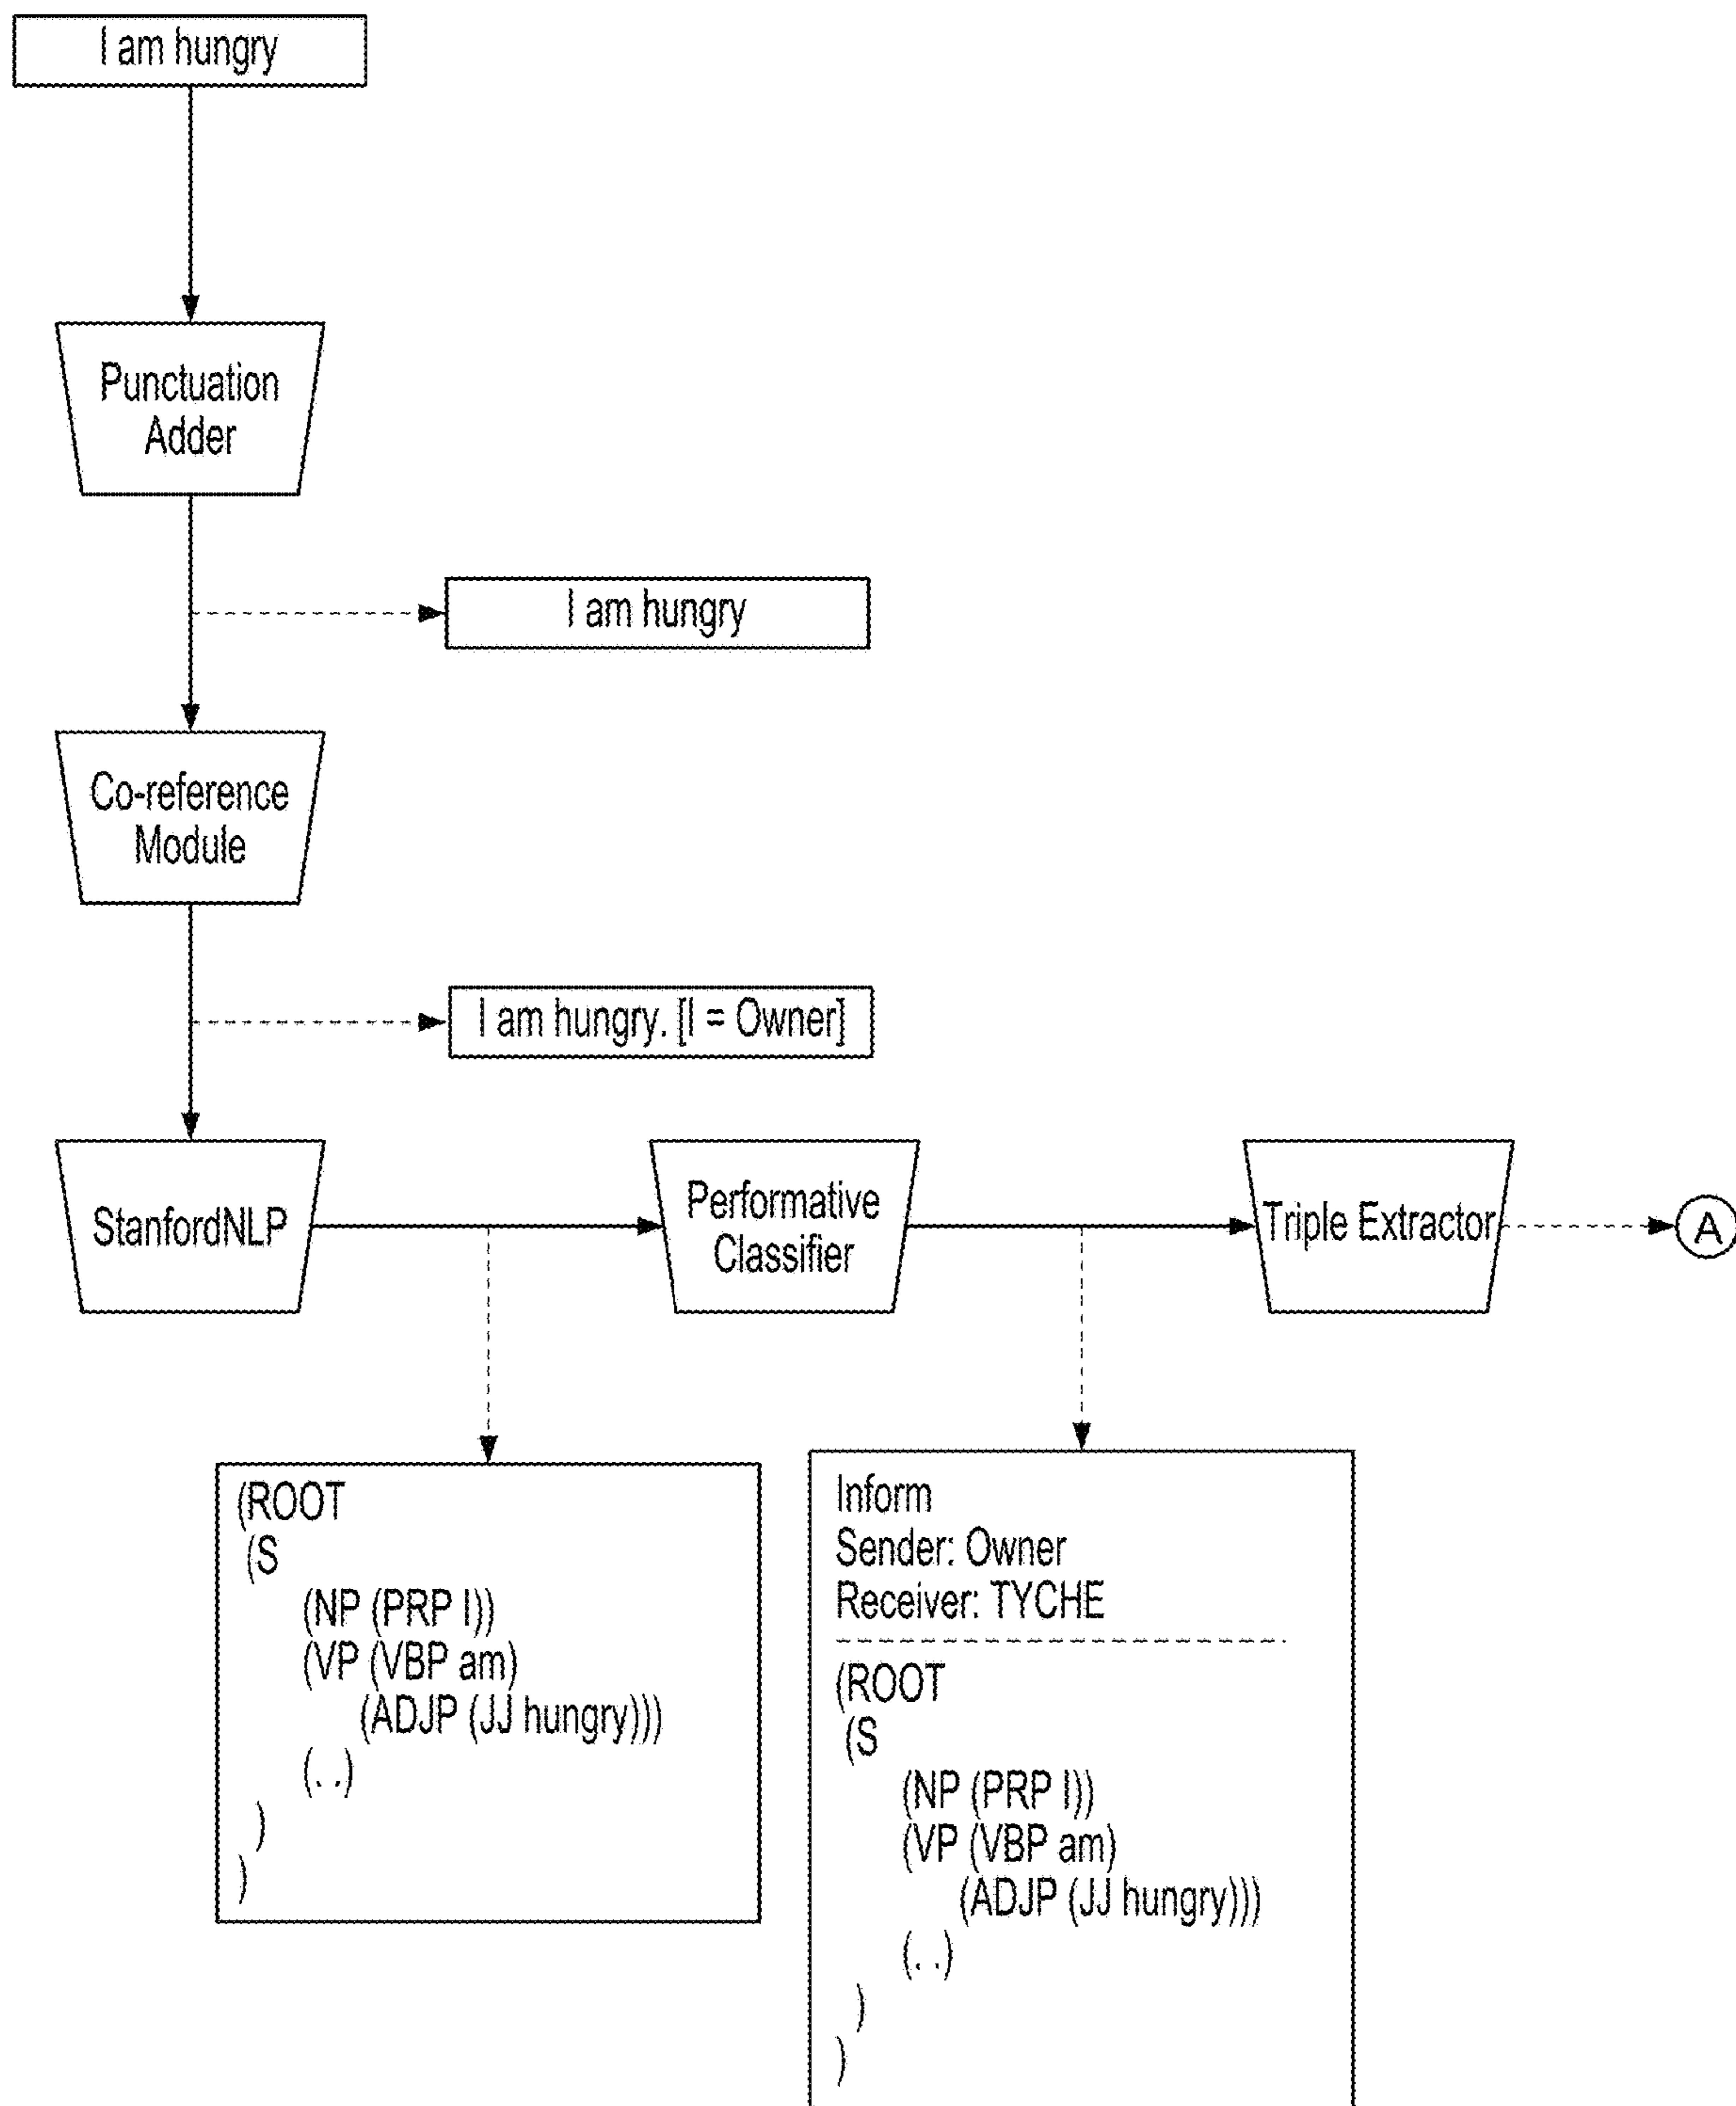 I am hungry
Punctuation
Adder
I am hungry
Co-reference
Module
I am hungry. [I = Owner]
StanfordNLP
Performative
Classifier
Triple Extractor
A
(ROOT
(S
(NP (PRP I))
(VP (VBP am)
(ADJP (JJ hungry)))
(. .)
)
)
Inform
Sender: Owner
Receiver: TYCHE
(ROOT
(S
(NP (PRP I))
(VP (VBP am)
(ADJP (JJ hungry)))
(. .)
)
)